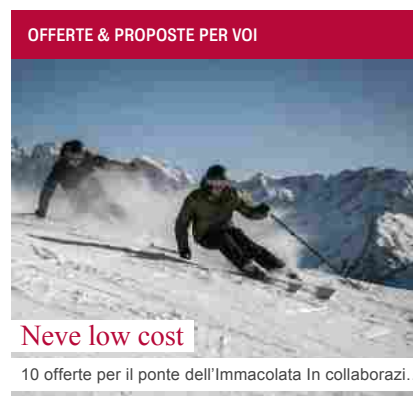 OFFERTE & PROPOSTE PER VOI
Neve low cost
10 offerte per il ponte dell'Immacolata In collaborazi..